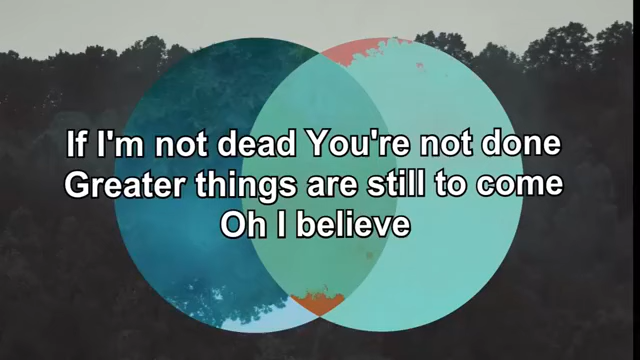 If I'm not dead You're not done
Greater things are still to come
Oh I believe